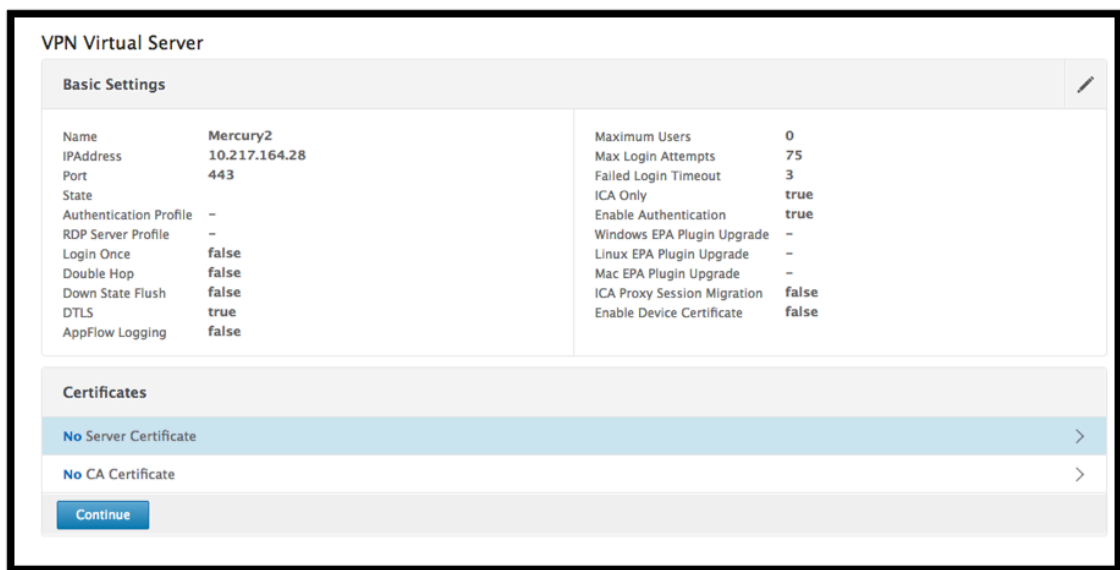 VPN Virtual Server
Basic Settings
Name Mercury2
IPAddress 10.217.164.28
Port 443
State
Authentication Profile –
RDP Server Profile –
Login Once false
Double Hop false
Down State Flush false
DTLS true
AppFlow Logging false
Maximum Users 0
Max Login Attempts 75
Failed Login Timeout 3
ICA Only true
Enable Authentication true
Windows EPA Plugin Upgrade –
Linux EPA Plugin Upgrade –
Mac EPA Plugin Upgrade –
ICA Proxy Session Migration false
Enable Device Certificate false
Certificates
No Server Certificate
No CA Certificate
Continue